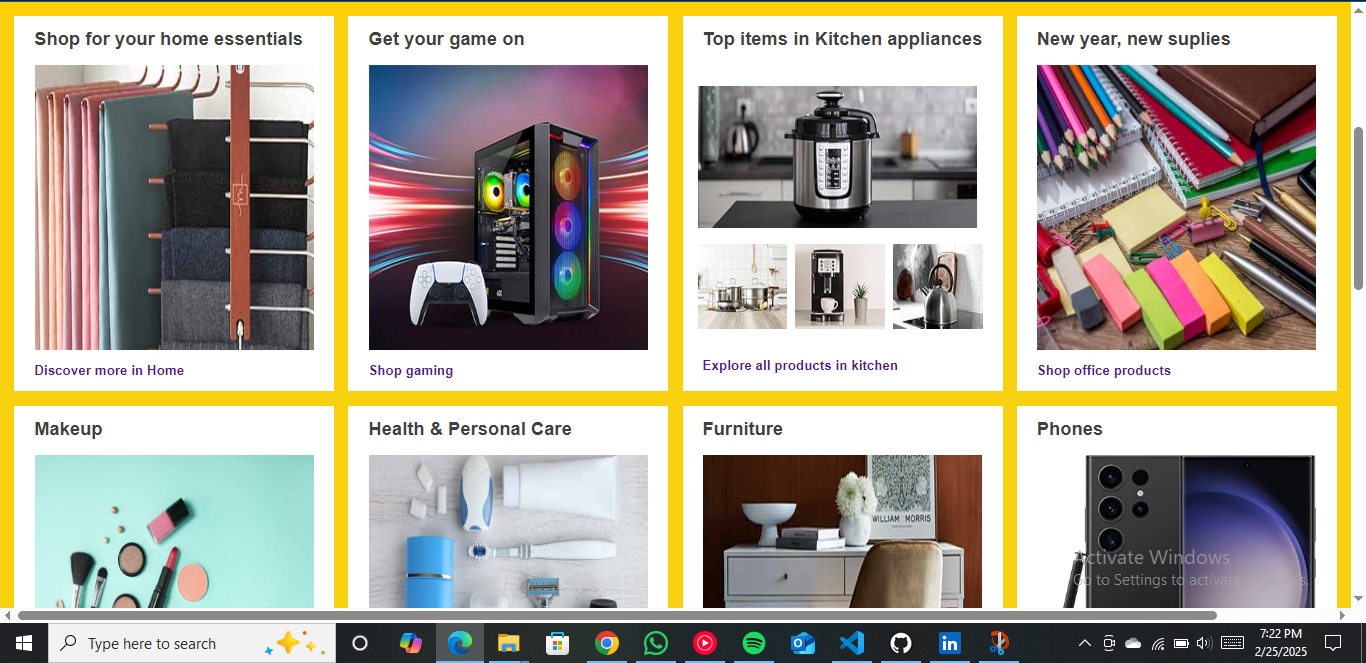 Shop for your home essentials
Get your game on
Top items in Kitchen appliances
New year, new suplies
Discover more in Home
Shop gaming
Explore all products in kitchen
Shop office products
Makeup
Health & Personal Care
Furniture
Phones
WILLIAM MORRIS
Activate Windows
Go to Settings to activate Windows.
Type here to search
7:22 PM
2/25/2025